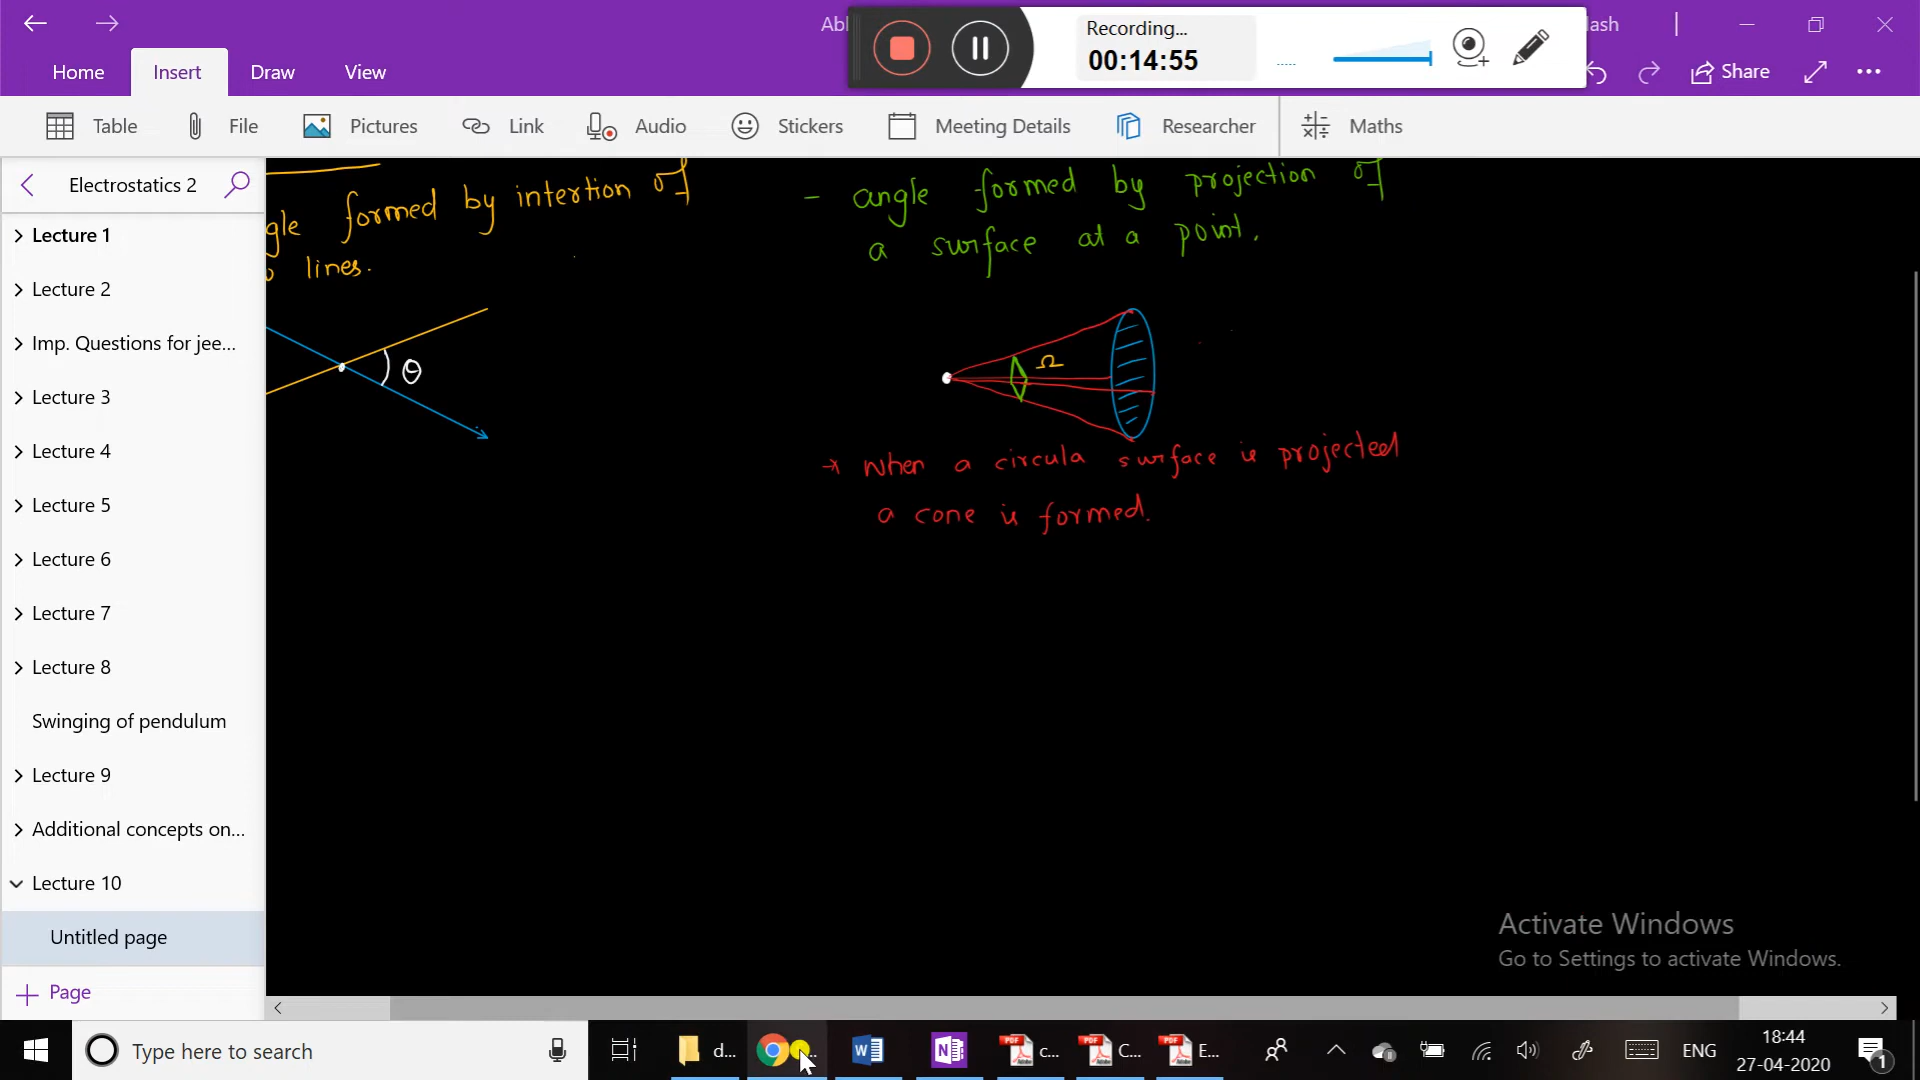 Recording...
00:14:55
Home
Insert
Draw
View
Share
Table
File
Pictures
Link
Audio
Stickers
Meeting Details
Researcher
Maths
Electrostatics 2
Lecture 1
Lecture 2
Imp. Questions for jee...
Lecture 3
Lecture 4
Lecture 5
Lecture 6
Lecture 7
Lecture 8
Swinging of pendulum
Lecture 9
Additional concepts on...
Lecture 10
Untitled page
Page
gle formed by intertion of
lines.
θ
- angle formed by projection of
a surface at a point.
Ω
→ When a circula surface is projected
a cone is formed.
Activate Windows
Go to Settings to activate Windows.
Type here to search
d...
c...
C...
E...
ENG
18:44
27-04-2020
1